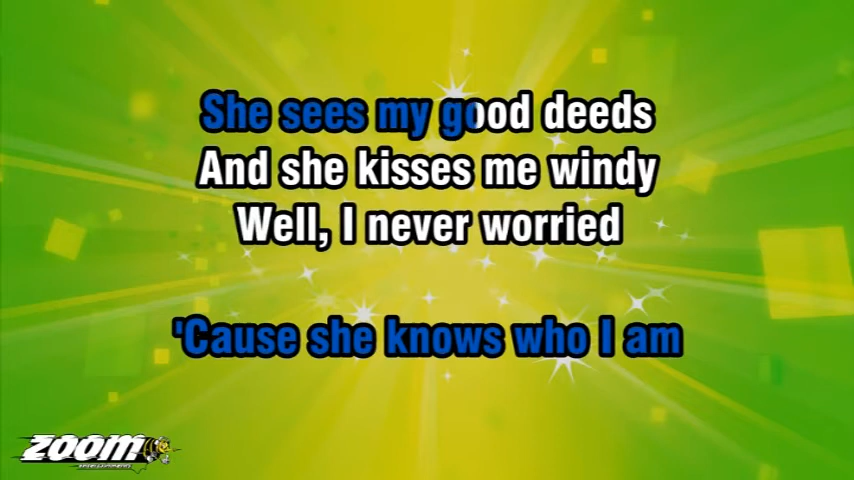 She sees my good deeds
And she kisses me windy
Well, I never worried
'Cause she knows who I am
ZOOM